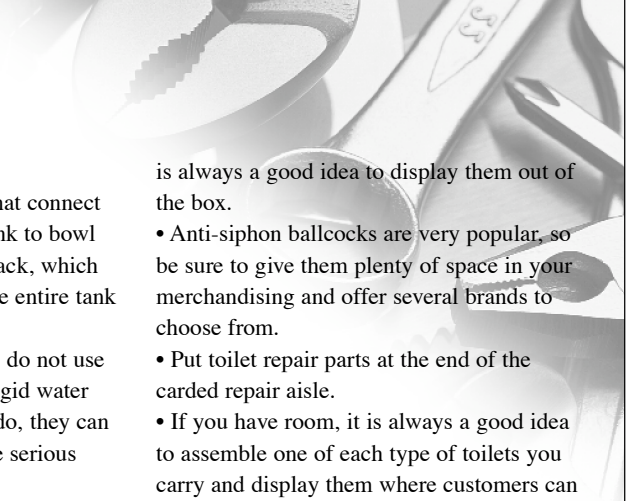 hat connect
nk to bowl
ack, which
e entire tank
do not use
gid water
do, they can
e serious
is always a good idea to display them out of
the box.
• Anti-siphon ballcocks are very popular, so
be sure to give them plenty of space in your
merchandising and offer several brands to
choose from.
• Put toilet repair parts at the end of the
carded repair aisle.
• If you have room, it is always a good idea
to assemble one of each type of toilets you
carry and display them where customers can